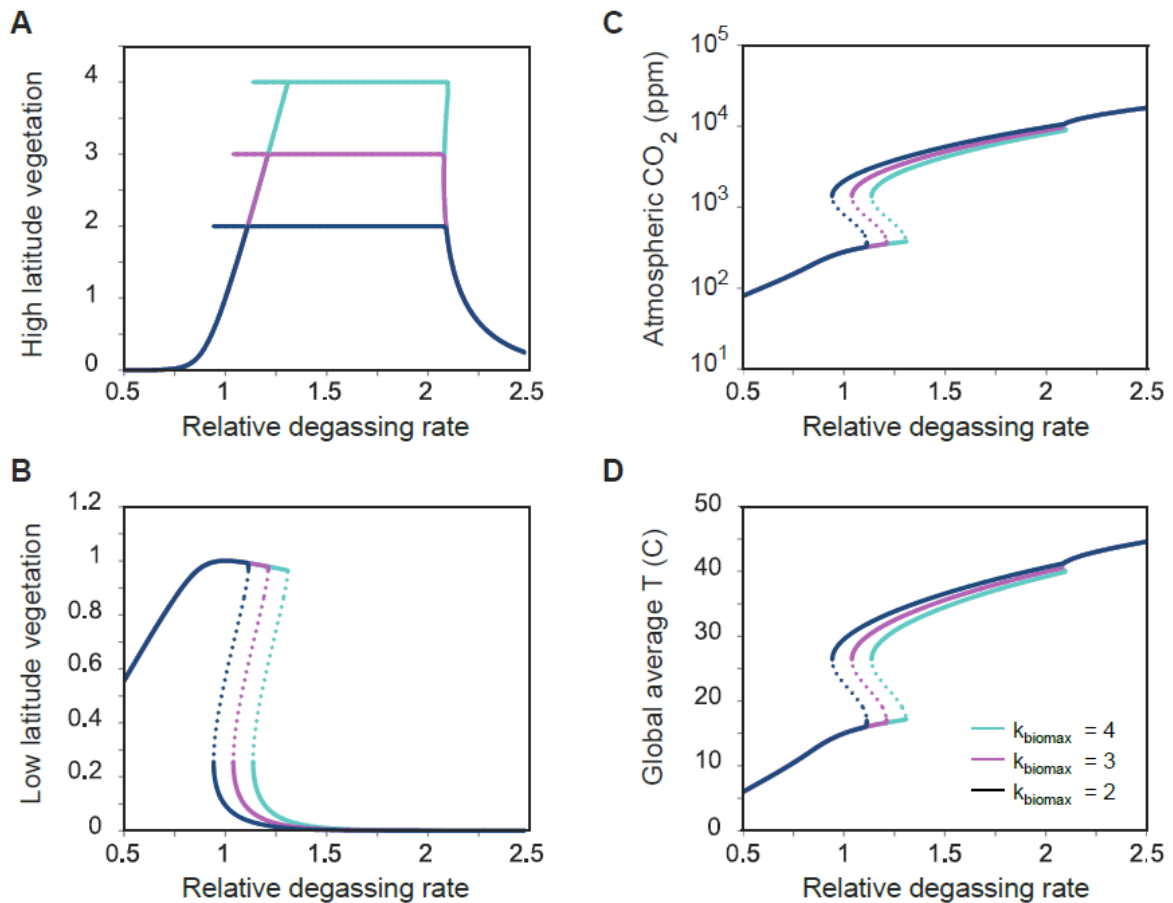 A
High latitude vegetation
4
3
2
1
0
0.5 1 1.5 2 2.5
Relative degassing rate
B
Low latitude vegetation
1.2
1
0.8
0.6
0.4
0.2
0
0.5 1 1.5 2 2.5
Relative degassing rate
C
Atmospheric CO2 (ppm)
10^5
10^4
10^3
10^2
10^1
0.5 1 1.5 2 2.5
Relative degassing rate
D
Global average T (C)
50
40
30
20
10
0
kbiomax = 4
kbiomax = 3
kbiomax = 2
0.5 1 1.5 2 2.5
Relative degassing rate